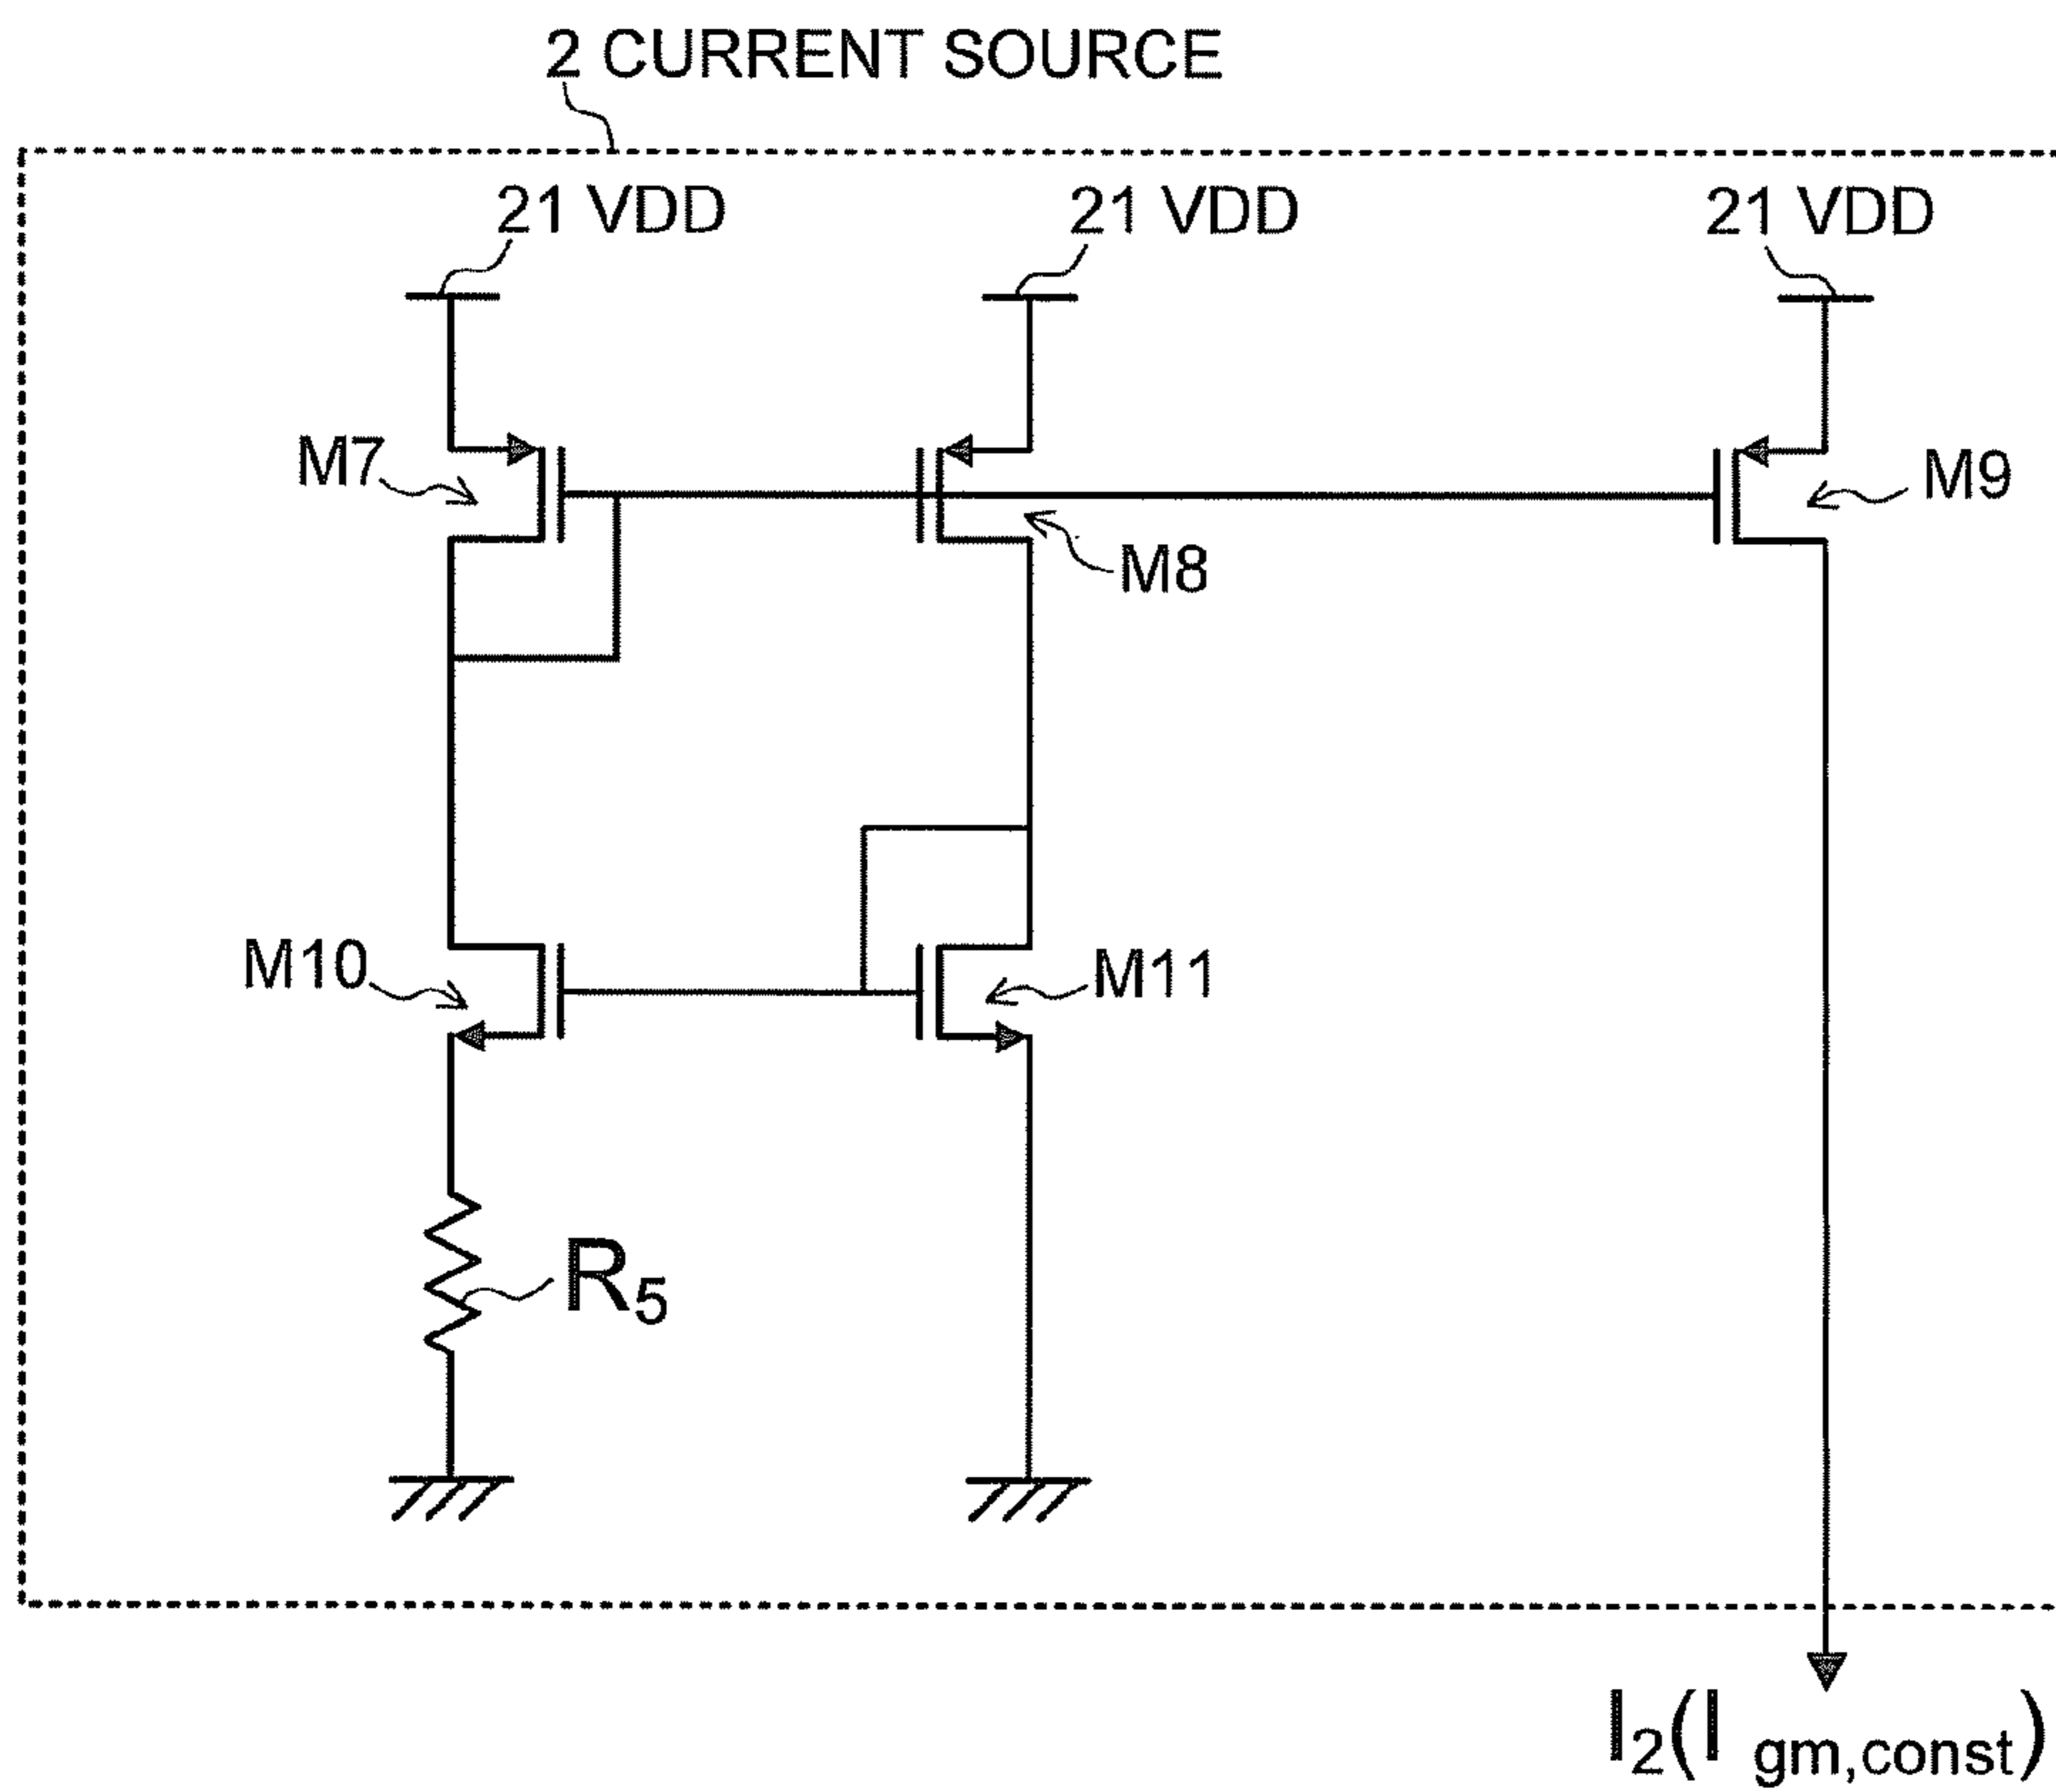 2 CURRENT SOURCE
21 VDD
21 VDD
21 VDD
M7
M8
M9
M10
M11
R5
I2(I gm,const)